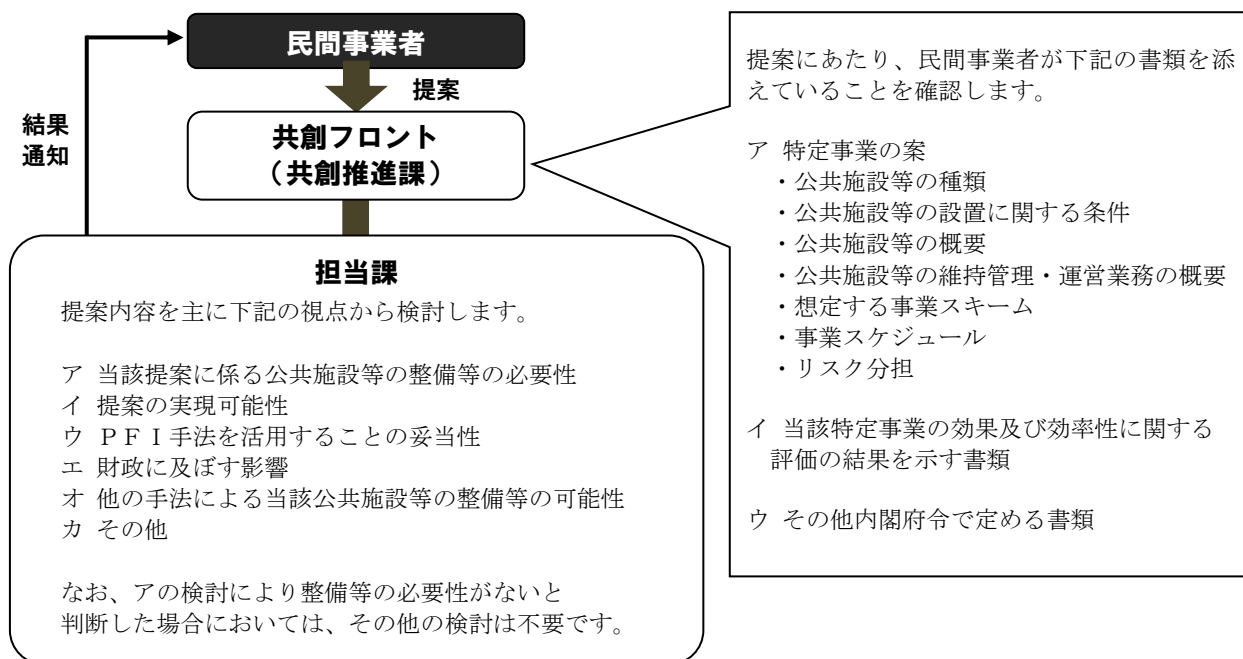 民間事業者
提案
結果
通知
共創フロント
（共創推進課）
担当課
提案内容を主に下記の視点から検討します。
ア 当該提案に係る公共施設等の整備等の必要性
イ 提案の実現可能性
ウ ＰＦＩ手法を活用することの妥当性
エ 財政に及ぼす影響
オ 他の手法による当該公共施設等の整備等の可能性
カ その他
なお、アの検討により整備等の必要性がないと
判断した場合においては、その他の検討は不要です。
提案にあたり、民間事業者が下記の書類を添
えていることを確認します。
ア 特定事業の案
・公共施設等の種類
・公共施設等の設置に関する条件
・公共施設等の概要
・公共施設等の維持管理・運営業務の概要
・想定する事業スキーム
・事業スケジュール
・リスク分担
イ 当該特定事業の効果及び効率性に関する
評価の結果を示す書類
ウ その他内閣府令で定める書類